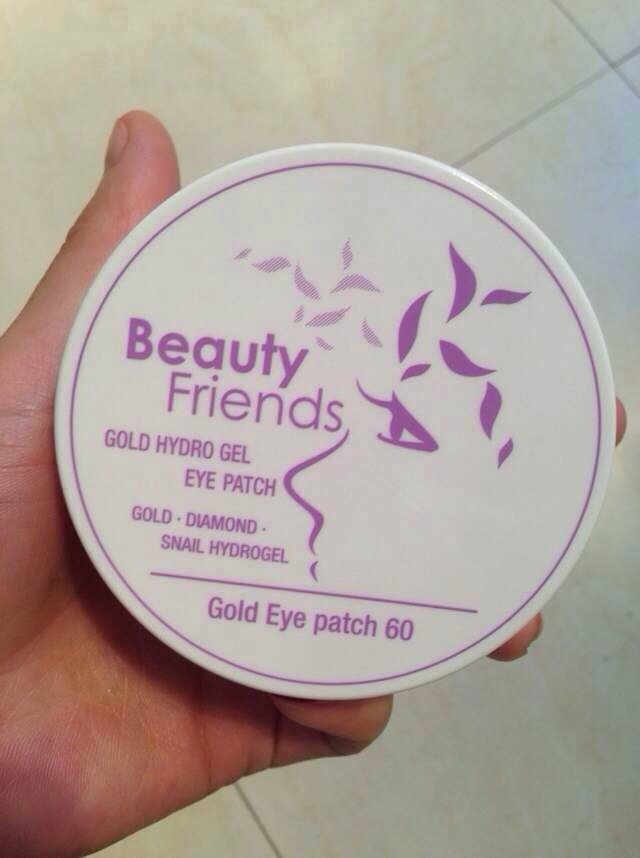 Beauty
Friends
GOLD HYDRO GEL
EYE PATCH
GOLD · DIAMOND ·
SNAIL HYDROGEL
Gold Eye patch 60